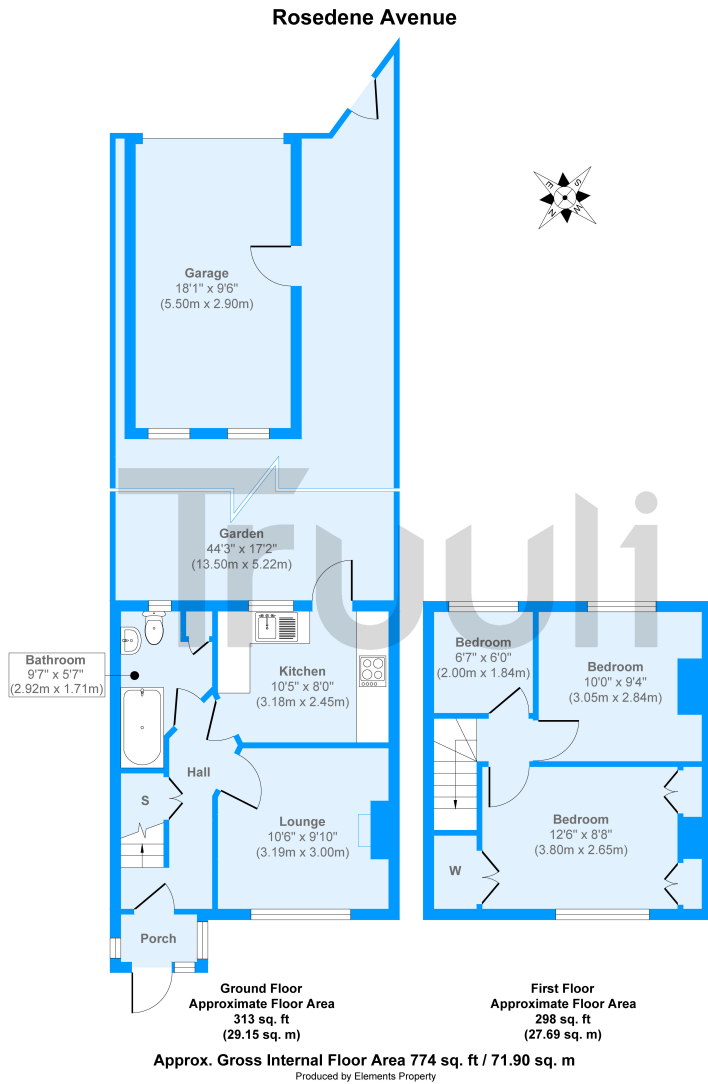 Rosedene Avenue
S
E
W
N
Garage
18'1" x 9'6"
(5.50m x 2.90m)
Truuli
Garden
44'3" x 17'2"
(13.50m x 5.22m)
Bathroom
9'7" x 5'7"
(2.92m x 1.71m)
Kitchen
10'5" x 8'0"
(3.18m x 2.45m)
Hall
S
Lounge
10'6" x 9'10"
(3.19m x 3.00m)
Porch
Bedroom
6'7" x 6'0"
(2.00m x 1.84m)
Bedroom
10'0" x 9'4"
(3.05m x 2.84m)
Bedroom
12'6" x 8'8"
(3.80m x 2.65m)
W
Ground Floor
Approximate Floor Area
313 sq. ft
(29.15 sq. m)
First Floor
Approximate Floor Area
298 sq. ft
(27.69 sq. m)
Approx. Gross Internal Floor Area 774 sq. ft / 71.90 sq. m
Produced by Elements Property